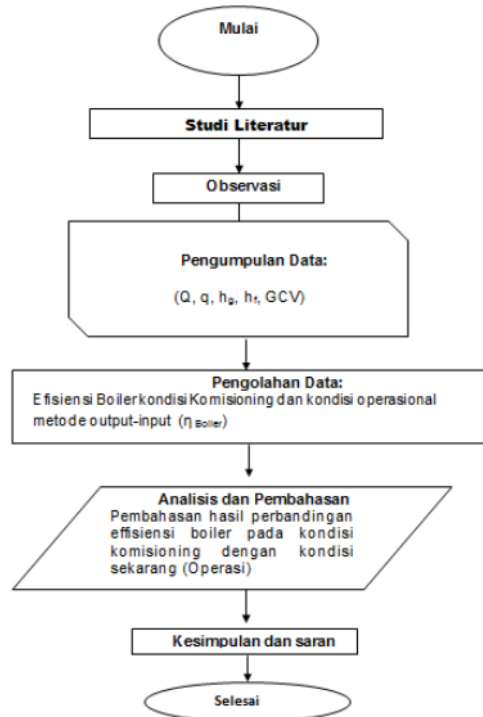 Mulai
Studi Literatur
Observasi
Pengumpulan Data:
(Q, q, hg, hf, GCV)
Pengolahan Data:
Efisiensi Boiler kondisi Komisioning dan kondisi operasional
metode output-input (η Boiler)
Analisis dan Pembahasan
Pembahasan hasil perbandingan
effisiensi boiler pada kondisi
komisioning dengan kondisi
sekarang (Operasi)
Kesimpulan dan saran
Selesai